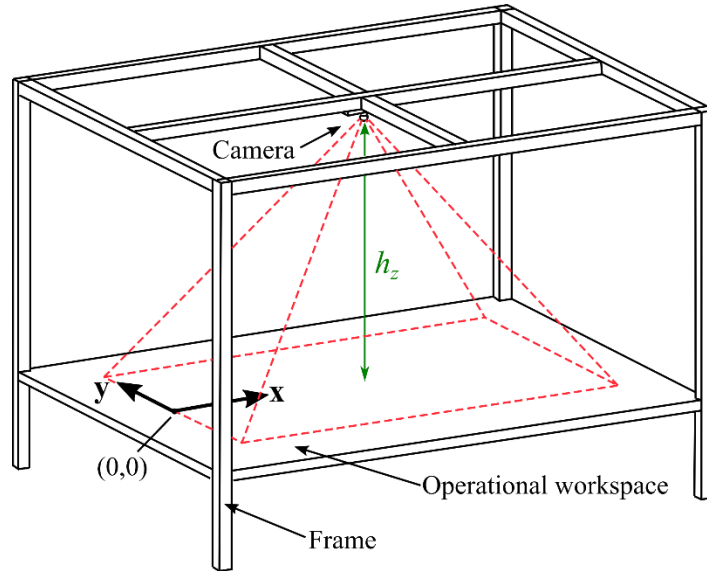 Camera
h_z
y
x
(0,0)
Operational workspace
Frame